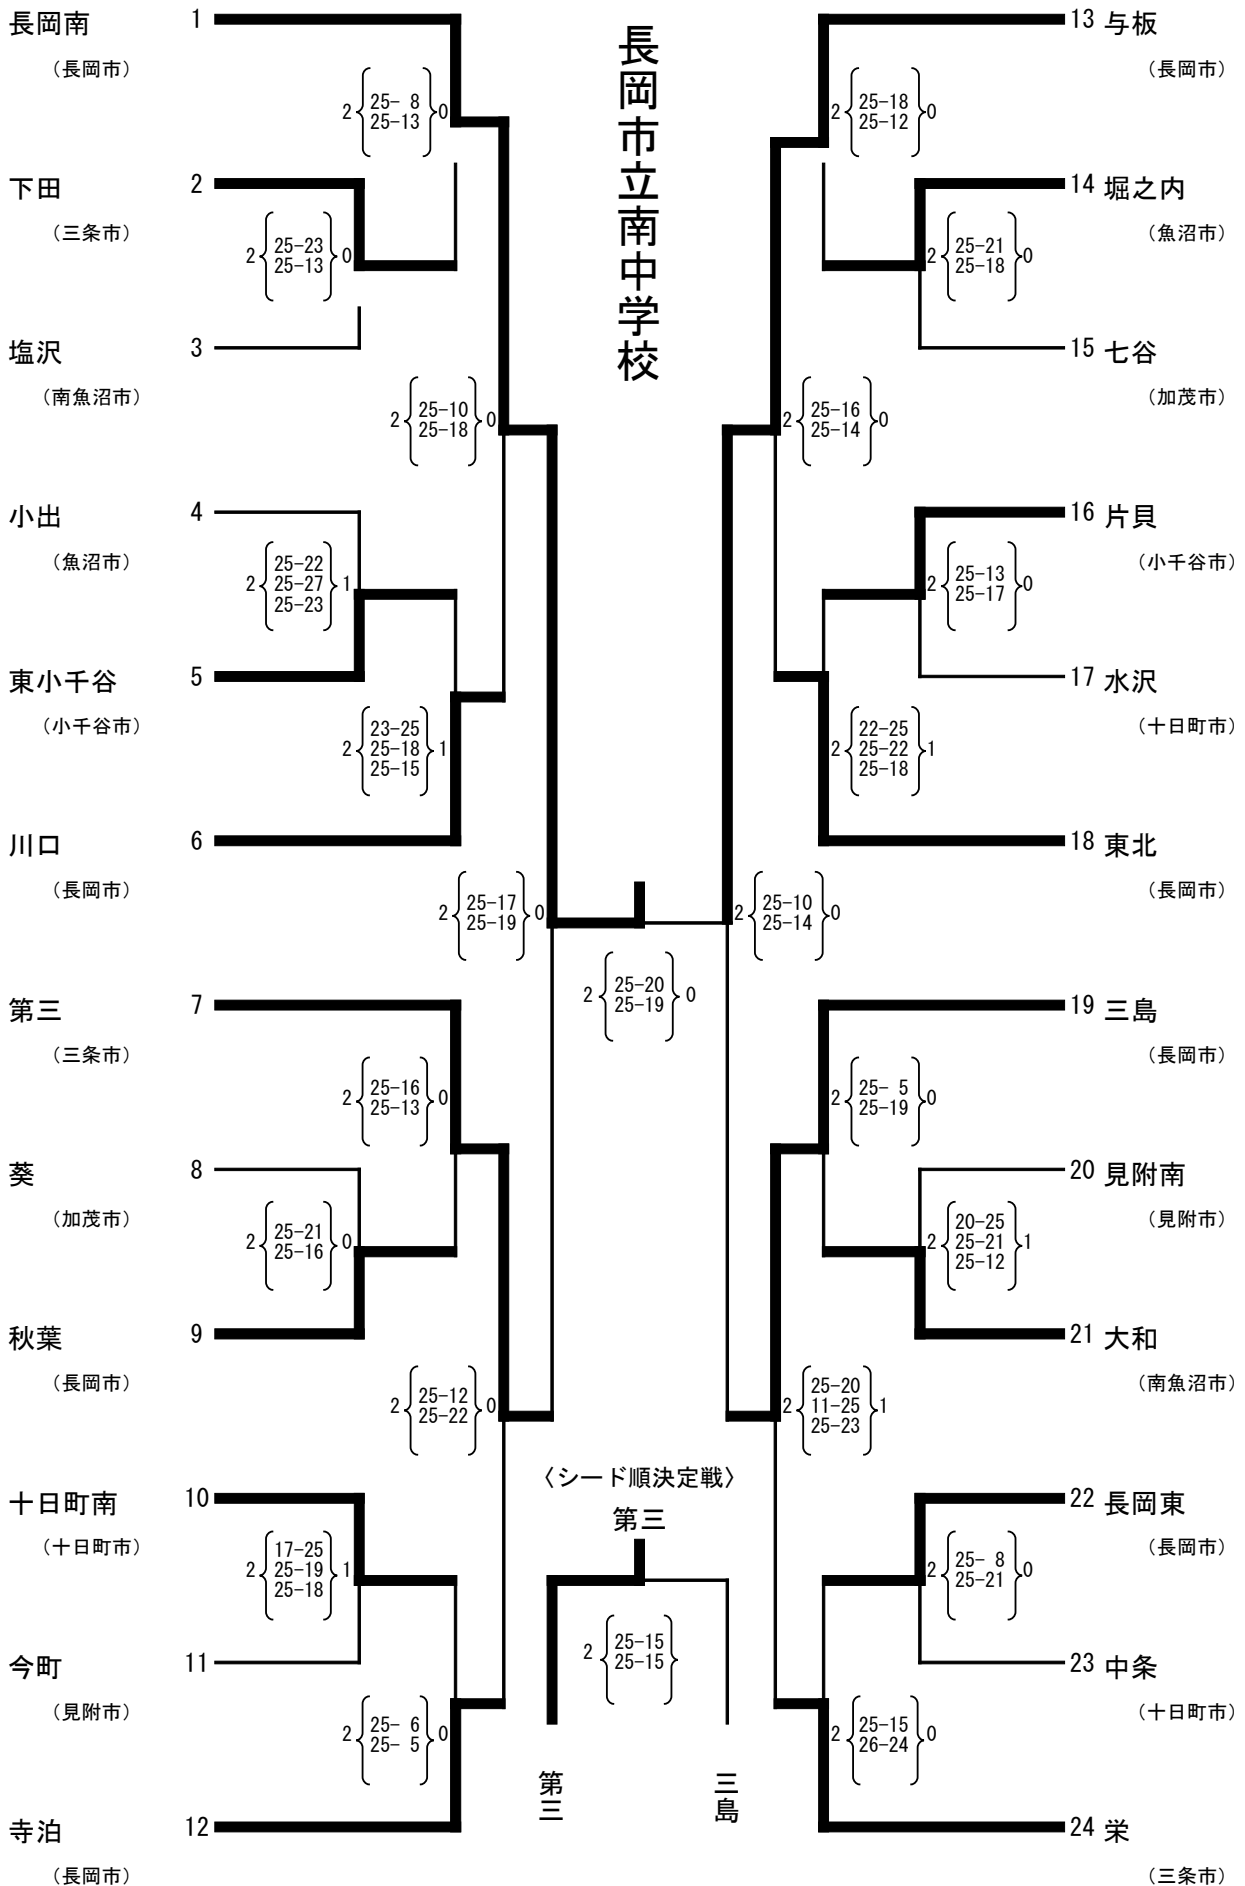 長岡市立南中学校
長岡南 1
（長岡市）
2 25- 8 0
25-13
下田 2
（三条市）
2 25-23 0
25-13
塩沢 3
（南魚沼市）
2 25-10 0
25-18
小出 4
（魚沼市）
2 25-22 1
25-27
25-23
東小千谷 5
（小千谷市）
2 23-25 1
25-18
25-15
川口 6
（長岡市）
2 25-17 0
25-19
第三 7
（三条市）
2 25-16 0
25-13
葵 8
（加茂市）
2 25-21 0
25-16
秋葉 9
（長岡市）
2 25-12 0
25-22
十日町南 10
（十日町市）
2 17-25 1
25-19
25-18
今町 11
（見附市）
2 25- 6 0
25- 5
寺泊 12
（長岡市）
2 25-20 0
25-19
〈シード順決定戦〉
第三
2 25-15
25-15
第三
三島
13 与板
（長岡市）
2 25-18 0
25-12
14 堀之内
（魚沼市）
2 25-21 0
25-18
15 七谷
（加茂市）
2 25-16 0
25-14
16 片貝
（小千谷市）
2 25-13 0
25-17
17 水沢
（十日町市）
2 22-25 1
25-22
25-18
18 東北
（長岡市）
2 25-10 0
25-14
19 三島
（長岡市）
2 25- 5 0
25-19
20 見附南
（見附市）
2 20-25 1
25-21
25-12
21 大和
（南魚沼市）
2 25-20 1
11-25
25-23
22 長岡東
（長岡市）
2 25- 8 0
25-21
23 中条
（十日町市）
2 25-15 0
26-24
24 栄
（三条市）